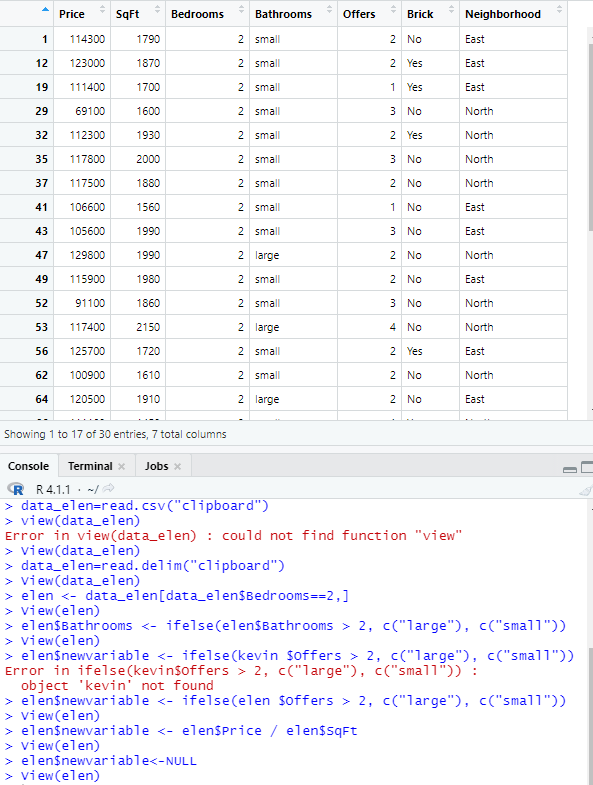 Price SqFt Bedrooms Bathrooms Offers Brick Neighborhood
1 114300 1790 2 small 2 No East
12 123000 1870 2 small 2 Yes East
19 111400 1700 2 small 1 Yes East
29 69100 1600 2 small 3 No North
32 112300 1930 2 small 2 Yes North
35 117800 2000 2 small 3 No North
37 117500 1880 2 small 2 No North
41 106600 1560 2 small 1 No East
43 105600 1990 2 small 3 No East
47 129800 1990 2 large 2 No North
49 115900 1980 2 small 2 No East
52 91100 1860 2 small 3 No North
53 117400 2150 2 large 4 No North
56 125700 1720 2 small 2 Yes East
62 100900 1610 2 small 2 No North
64 120500 1910 2 large 2 No East
Showing 1 to 17 of 30 entries, 7 total columns
Console Terminal Jobs
R R 4.1.1 · ~/
> data_elen=read.csv("clipboard")
> view(data_elen)
Error in view(data_elen) : could not find function "view"
> View(data_elen)
> data_elen=read.delim("clipboard")
> View(data_elen)
> elen <- data_elen[data_elen$Bedrooms==2,]
> View(elen)
> elen$Bathrooms <- ifelse(elen$Bathrooms > 2, c("large"), c("small"))
> View(elen)
> elen$newvariable <- ifelse(kevin $Offers > 2, c("large"), c("small"))
Error in ifelse(kevin$Offers > 2, c("large"), c("small")) :
object 'kevin' not found
> elen$newvariable <- ifelse(elen $Offers > 2, c("large"), c("small"))
> View(elen)
> elen$newvariable <- elen$Price / elen$SqFt
> View(elen)
> elen$newvariable<-NULL
> View(elen)